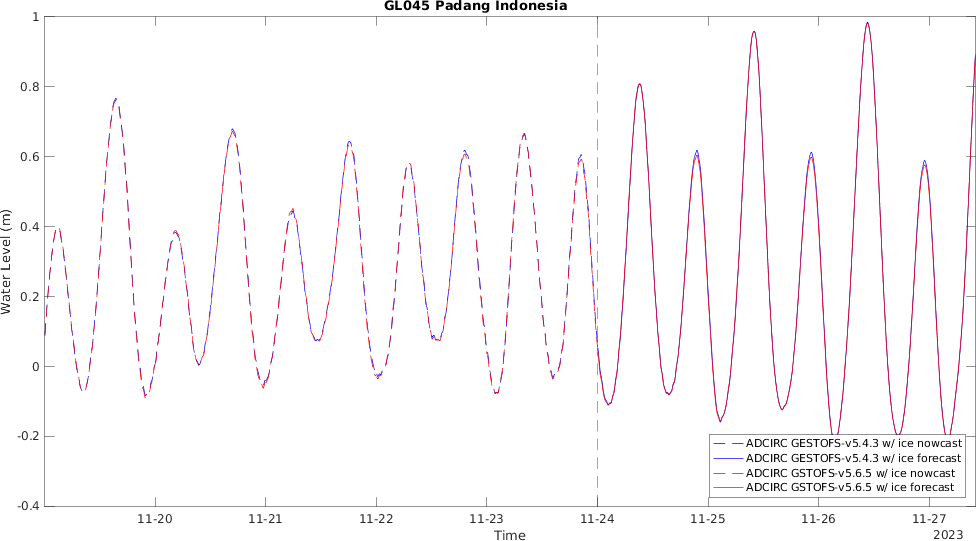 GL045 Padang Indonesia
1
0.8
0.6
0.4
0.2
0
-0.2
-0.4
Water Level (m)
ADCIRC GESTOFS-v5.4.3 w/ ice nowcast
ADCIRC GESTOFS-v5.4.3 w/ ice forecast
ADCIRC GSTOFS-v5.6.5 w/ ice nowcast
ADCIRC GSTOFS-v5.6.5 w/ ice forecast
11-20 11-21 11-22 11-23 11-24 11-25 11-26 11-27
Time
2023